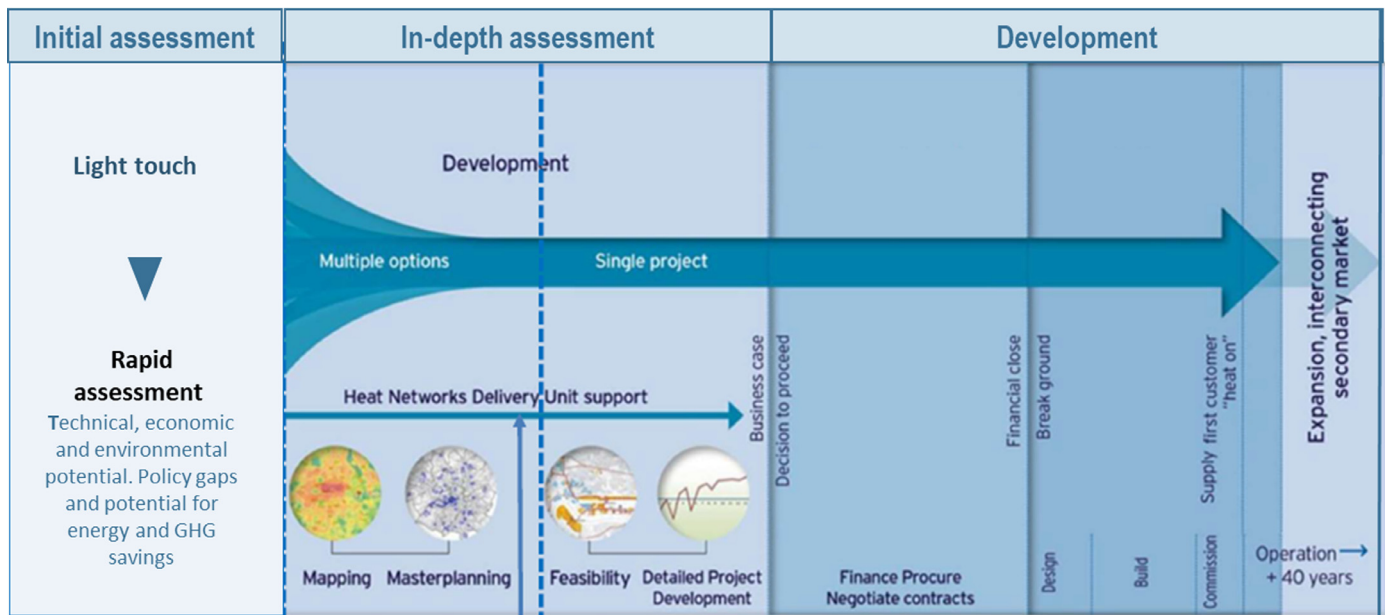 Initial assessment
In-depth assessment
Development
Light touch
Rapid
assessment
Technical, economic
and environmental
potential. Policy gaps
and potential for
energy and GHG
savings
Development
Multiple options
Single project
Heat Networks Delivery Unit support
Mapping
Masterplanning
Feasibility
Detailed Project
Development
Business case
Decision to proceed
Finance Procure
Negotiate contracts
Financial close
Break ground
Design
Build
Commission
Supply first customer
"heat on"
Operation
+ 40 years
Expansion, interconnecting
secondary market